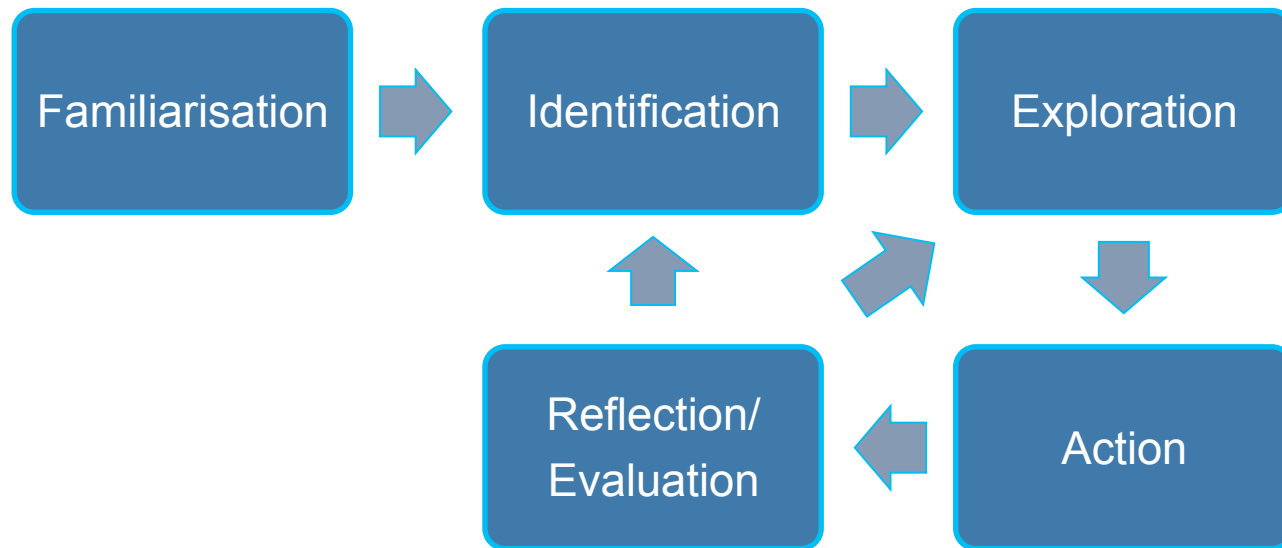 Familiarisation
Identification
Exploration
Reflection/
Evaluation
Action